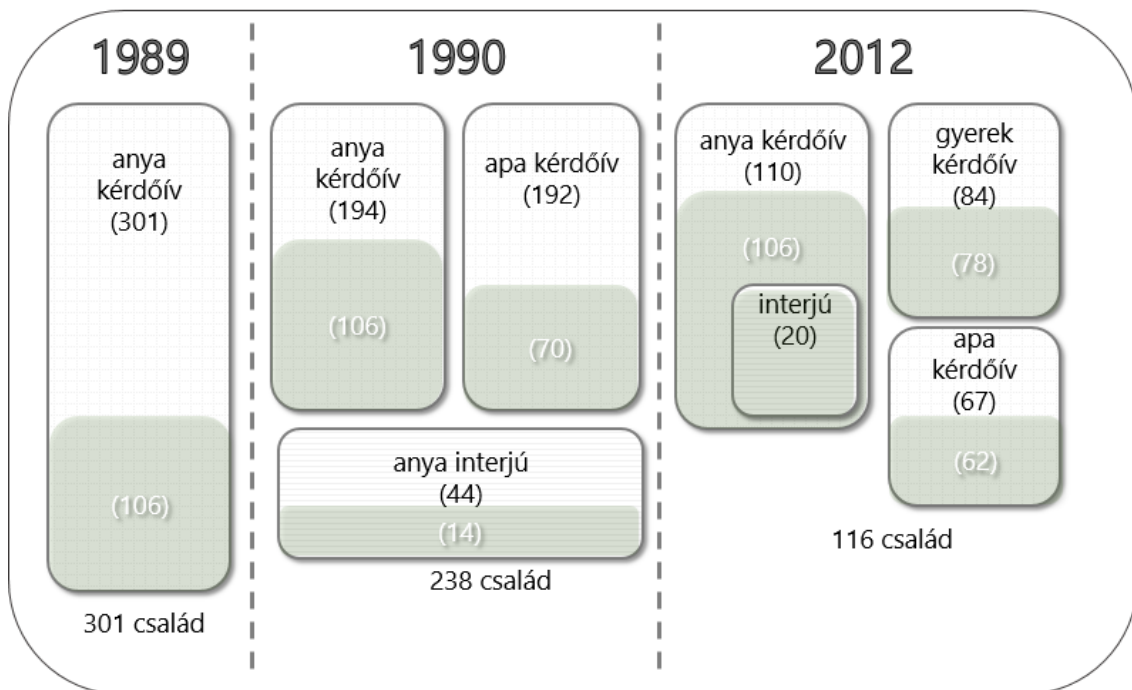 1989
anya
kérdőív
(301)
(106)
301 család
1990
anya
kérdőív
(194)
(106)
apa kérdőív
(192)
(70)
anya interjú
(44)
(14)
238 család
2012
anya kérdőív
(110)
(106)
interjú
(20)
gyerek
kérdőív
(84)
(78)
apa
kérdőív
(67)
(62)
116 család